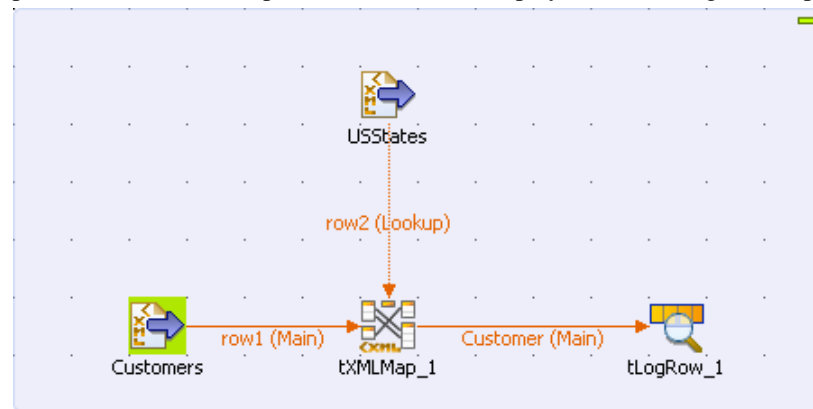 USStates
row2 (Lookup)
row1 (Main)
Customer (Main)
Customers
tXMLMap_1
tLogRow_1